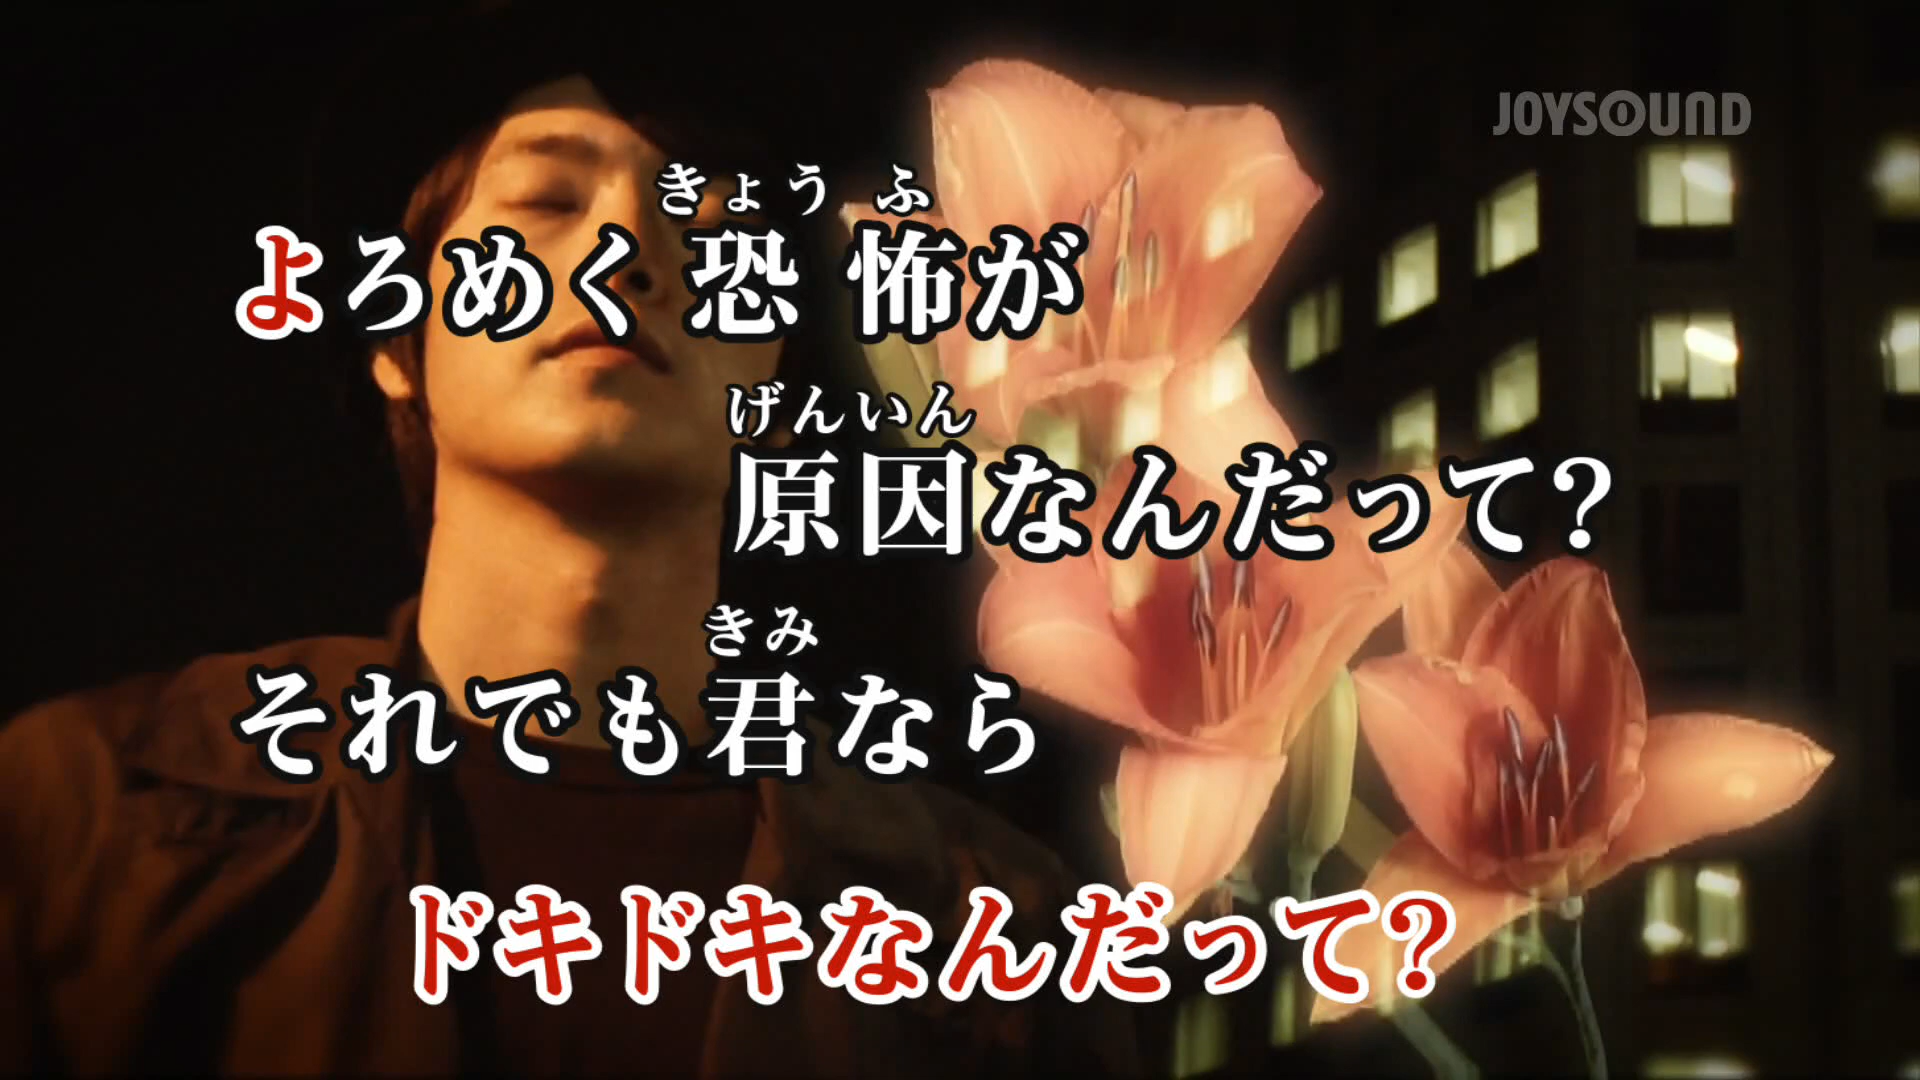 JOYSOUND
きょうふ
よろめく恐怖が
げんいん
原因なんだって?
きみ
それでも君なら
ドキドキなんだって?